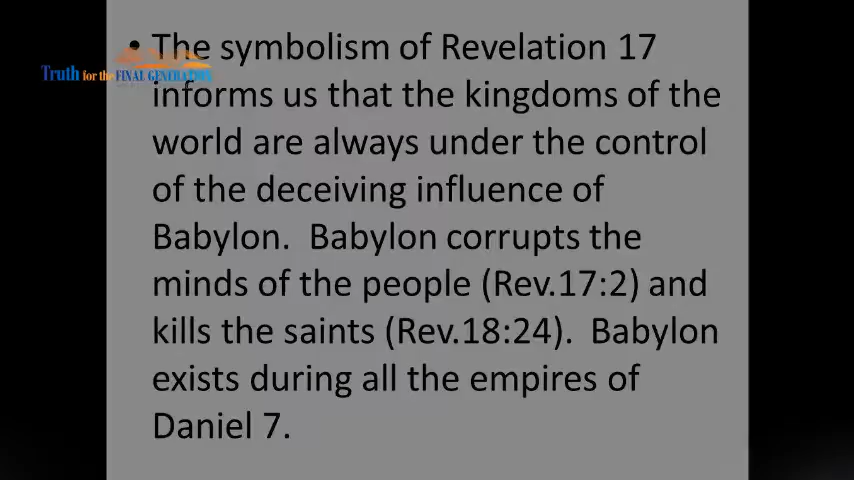 • The symbolism of Revelation 17
Truth for the FINAL GENERATION
informs us that the kingdoms of the
world are always under the control
of the deceiving influence of
Babylon.  Babylon corrupts the
minds of the people (Rev.17:2) and
kills the saints (Rev.18:24).  Babylon
exists during all the empires of
Daniel 7.